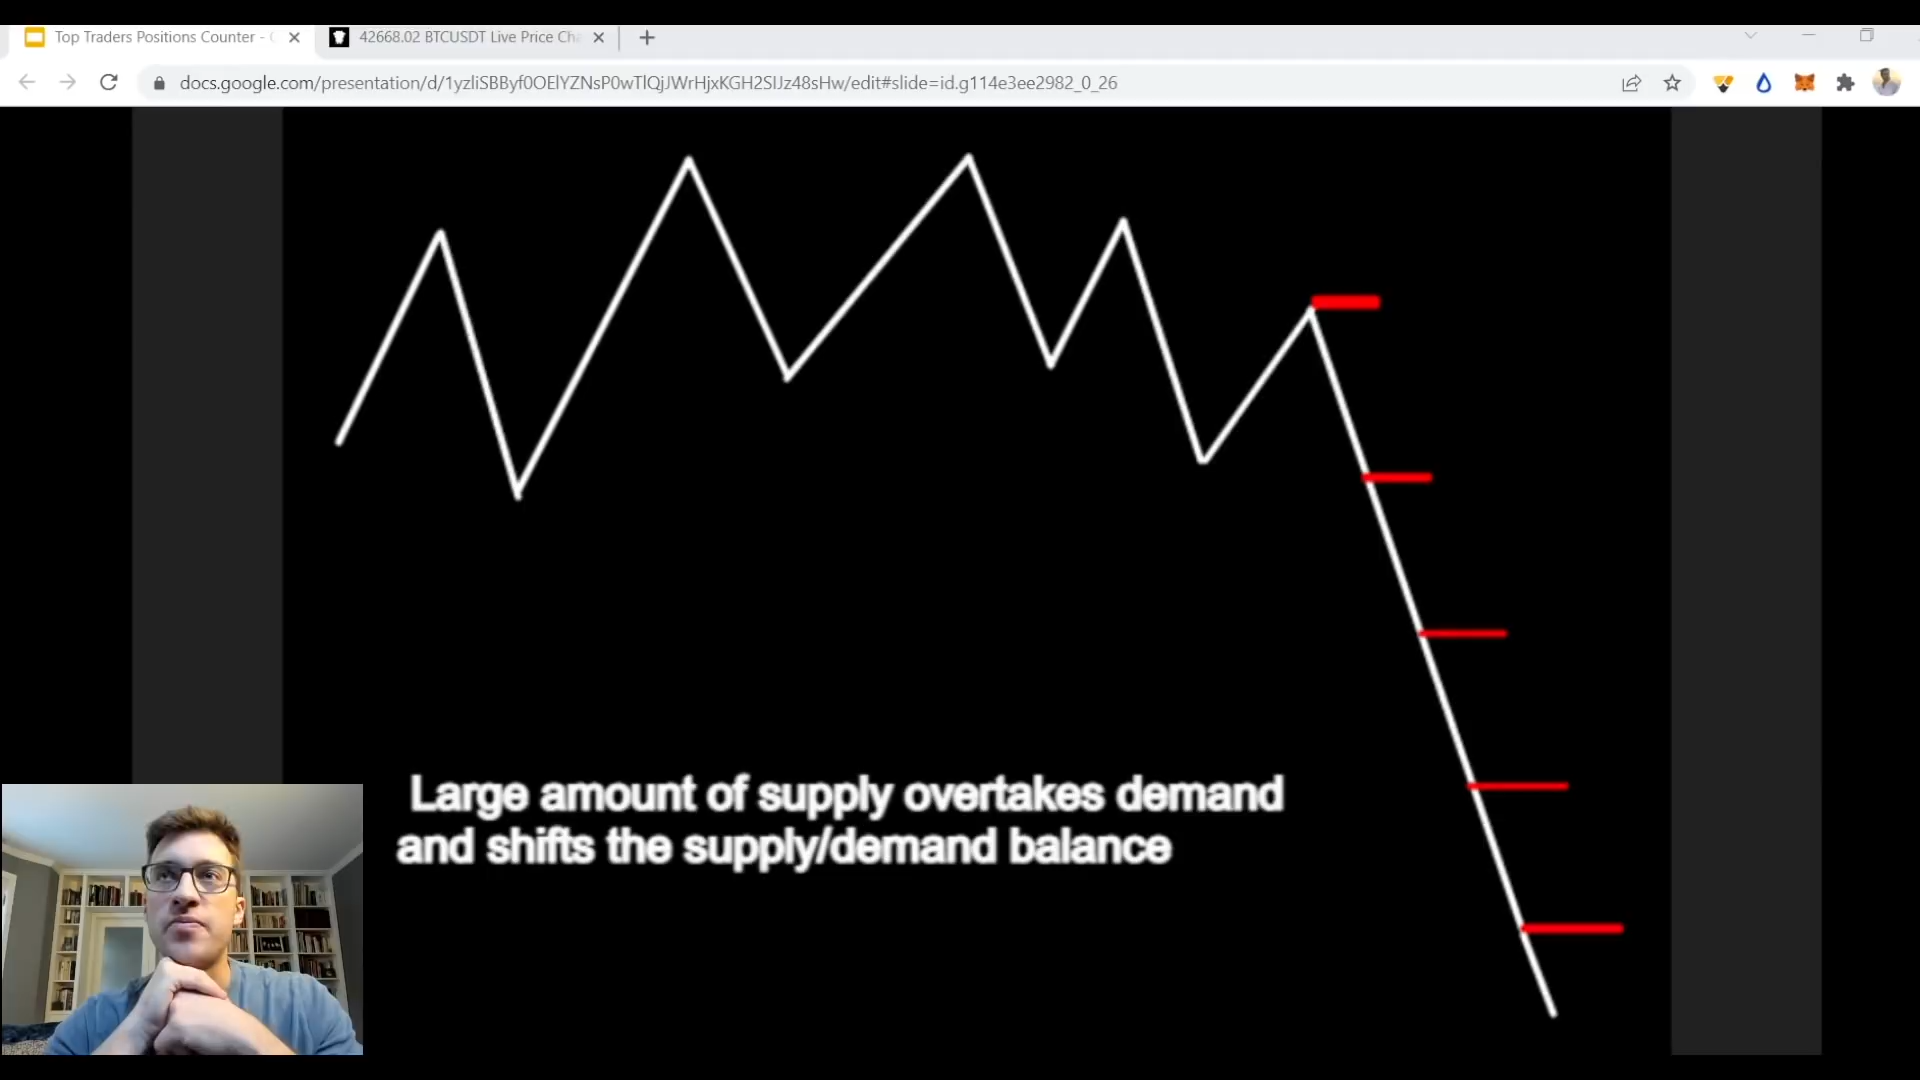 Top Traders Positions Counter -
42668.02 BTCUSDT Live Price Cha
docs.google.com/presentation/d/1yzliSBByf0OElYZNsP0wTlQjJWrHjxKGH2SlJz48sHw/edit#slide=id.g114e3ee2982_0_26
Large amount of supply overtakes demand
and shifts the supply/demand balance